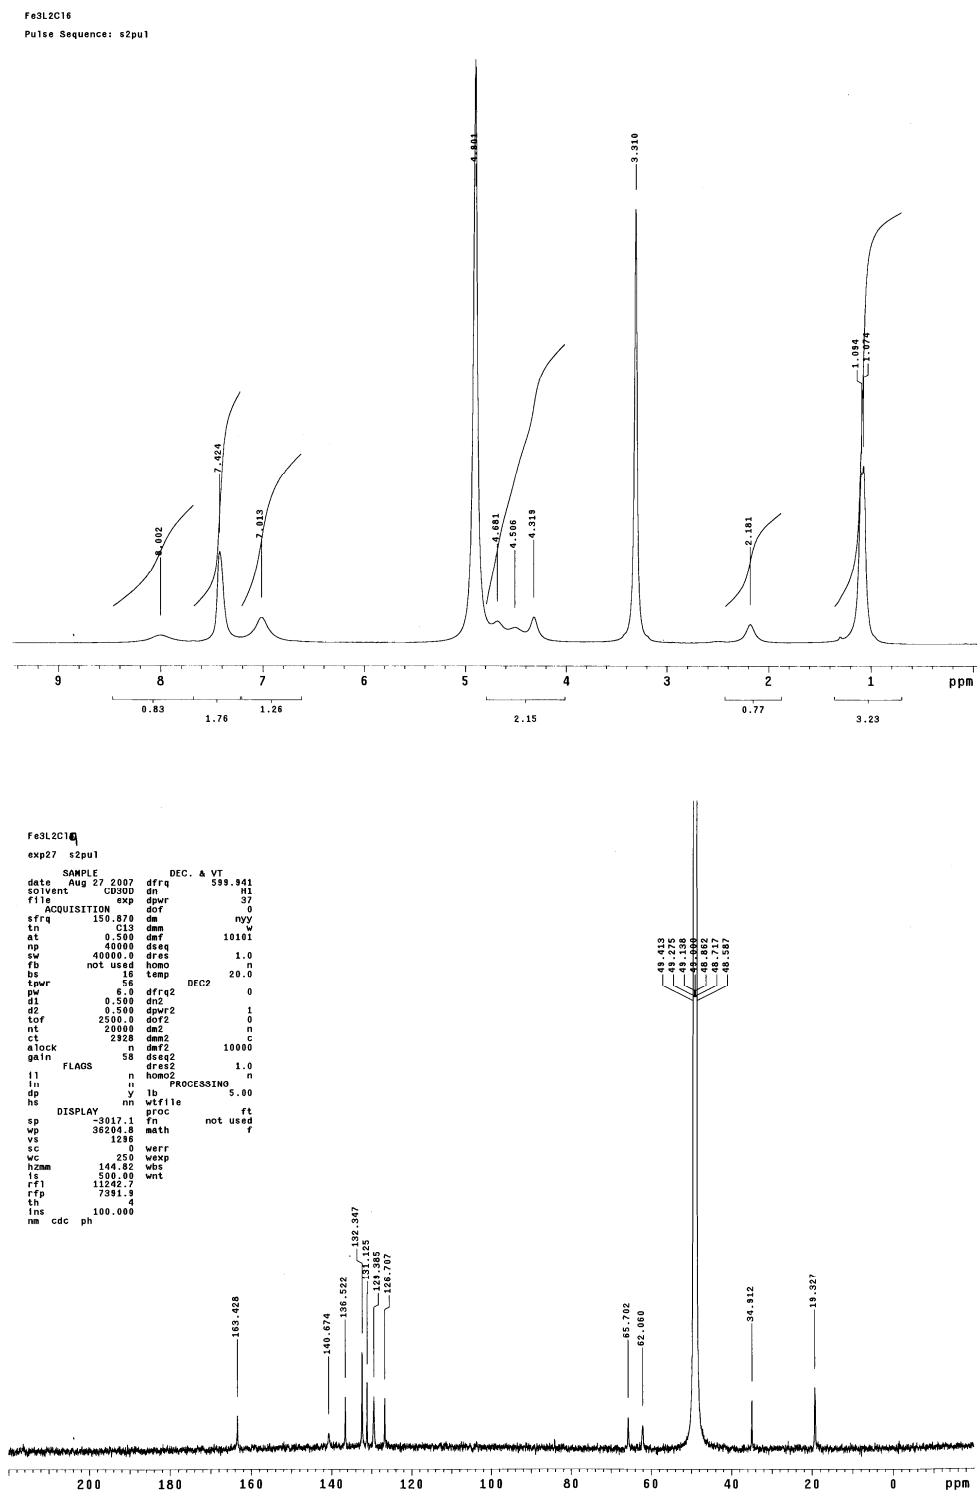 Fe3L2Cl6
Pulse Sequence: s2pul
4.801
3.310
1.094
1.074
7.424
8.002
7.013
4.681
4.506
4.319
2.181
9 8 7 6 5 4 3 2 1 ppm
0.83 1.26 2.15 0.77
1.76 3.23
exp27 s2pul
SAMPLE DEC. & VT
date Aug 27 2007 dfrq 599.941
solvent CD3OD dn H1
file exp dpwr 37
ACQUISITION dof 0
sfrq 150.870 dm nyy
tn C13 dmm w
at 0.500 dmf 10101
np 40000 dseq
sw 40000.0 dres 1.0
fb not used homo n
bs 16 temp 20.0
tpwr 56 DEC2
pw 6.0 dfrq2 0
d1 0.500 dn2
d2 0.500 dpwr2 1
tof 2500.0 dof2 0
nt 20000 dm2 n
ct 2928 dmm2 c
alock n dmf2 10000
gain 58 dseq2
FLAGS dres2 1.0
il n homo2 n
in n PROCESSING
dp y lb 5.00
hs nn wtfile
DISPLAY proc ft
sp -3017.1 fn not used
wp 36204.8 math f
vs 1296
sc 0 werr
wc 250 wexp
hzmm 144.82 wbs
is 500.00 wnt
rfl 11242.7
rfp 7391.9
th 4
ins 100.000
nm cdc ph
49.413
49.275
49.138
49.000
48.862
48.717
48.587
163.428
140.674
136.522
132.347
131.125
129.385
126.707
65.702
62.060
34.912
19.327
200 180 160 140 120 100 80 60 40 20 0 ppm